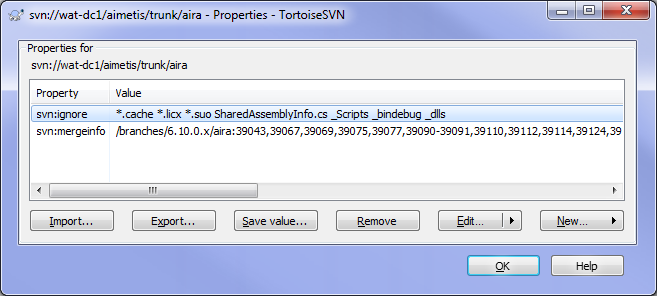 svn://wat-dc1/aimetis/trunk/aira - Properties - TortoiseSVN
Properties for
svn://wat-dc1/aimetis/trunk/aira
Property Value
svn:ignore *.cache *.licx *.suo SharedAssemblyInfo.cs _Scripts _bindebug _dlls
svn:mergeinfo /branches/6.10.0.x/aira:39043,39067,39069,39075,39077,39090-39091,39110,39112,39114,39124,39
Import... Export... Save value... Remove Edit... New...
OK Help